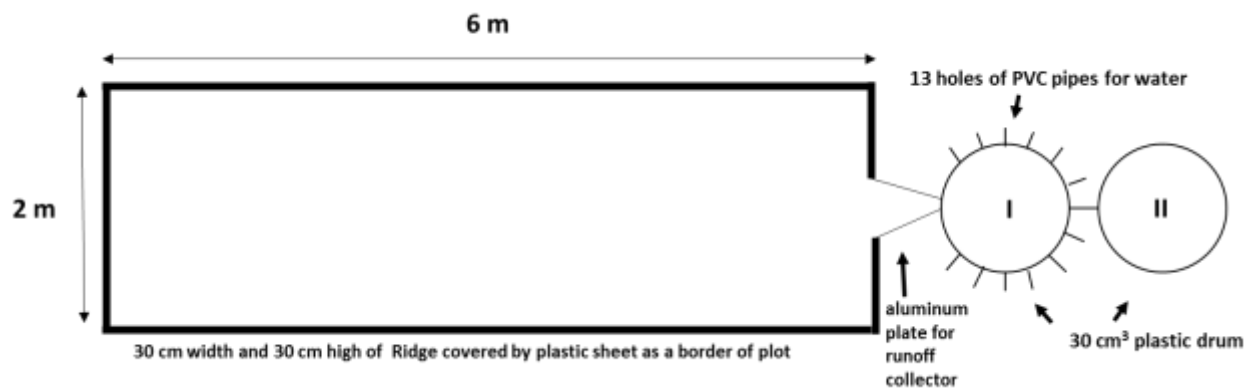 6 m
13 holes of PVC pipes for water
2 m
I
II
30 cm width and 30 cm high of Ridge covered by plastic sheet as a border of plot
aluminum
plate for
runoff
collector
30 cm³ plastic drum